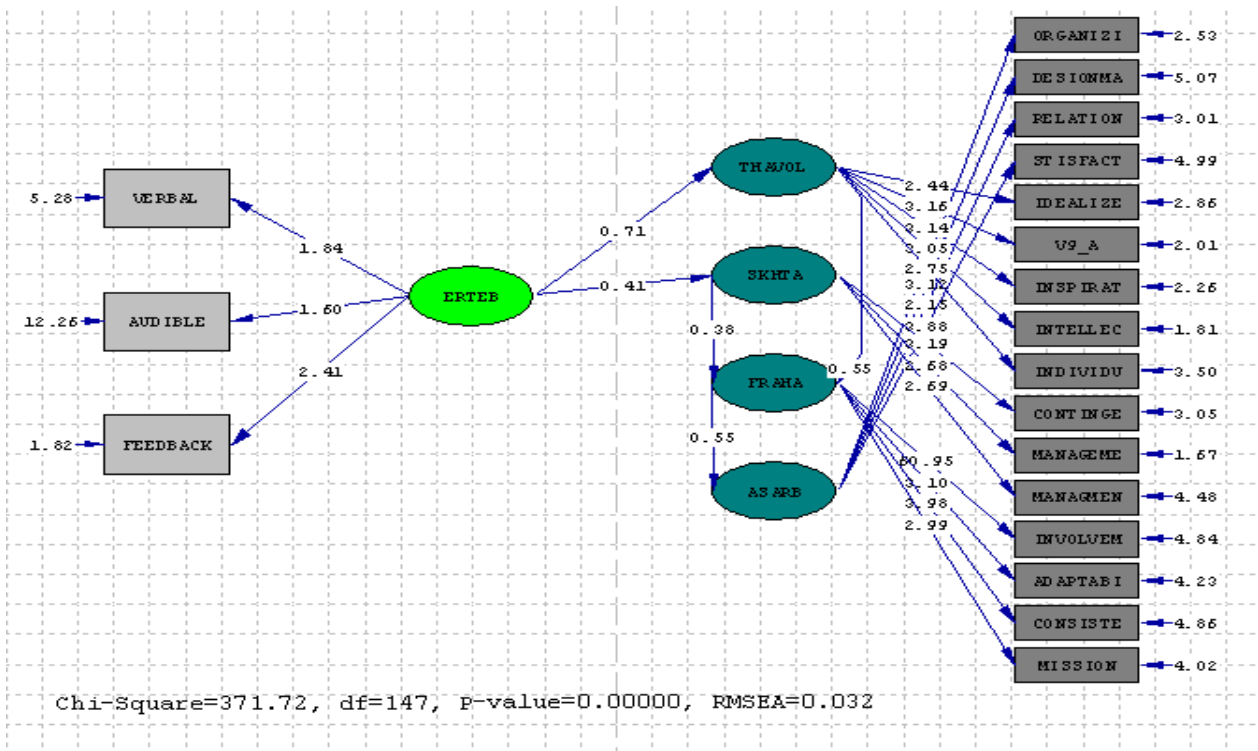 ORGANIZI
2.53
DESIONMA
5.07
RELATION
3.01
STISFACT
4.99
IDEALIZE
2.86
V9_A
2.01
INSPIRAT
2.26
INTELLEC
1.81
INDIVIDU
3.50
CONTINGE
3.05
MANAGEME
1.67
MANAGMEN
4.48
INVOLVEM
4.84
ADAPTABI
4.23
CONSISTE
4.86
MISSION
4.02
5.28
VERBAL
12.26
AUDIBLE
1.82
FEEDBACK
1.84
1.60
2.41
ERTEB
0.71
0.41
THAVOL
SKHTA
FRAHA
ASARB
0.38
0.55
0.55
2.44
3.16
3.14
3.05
2.75
2.88
2.19
2.68
2.69
3.10
3.98
2.99
Chi-Square=371.72, df=147, P-value=0.00000, RMSEA=0.032